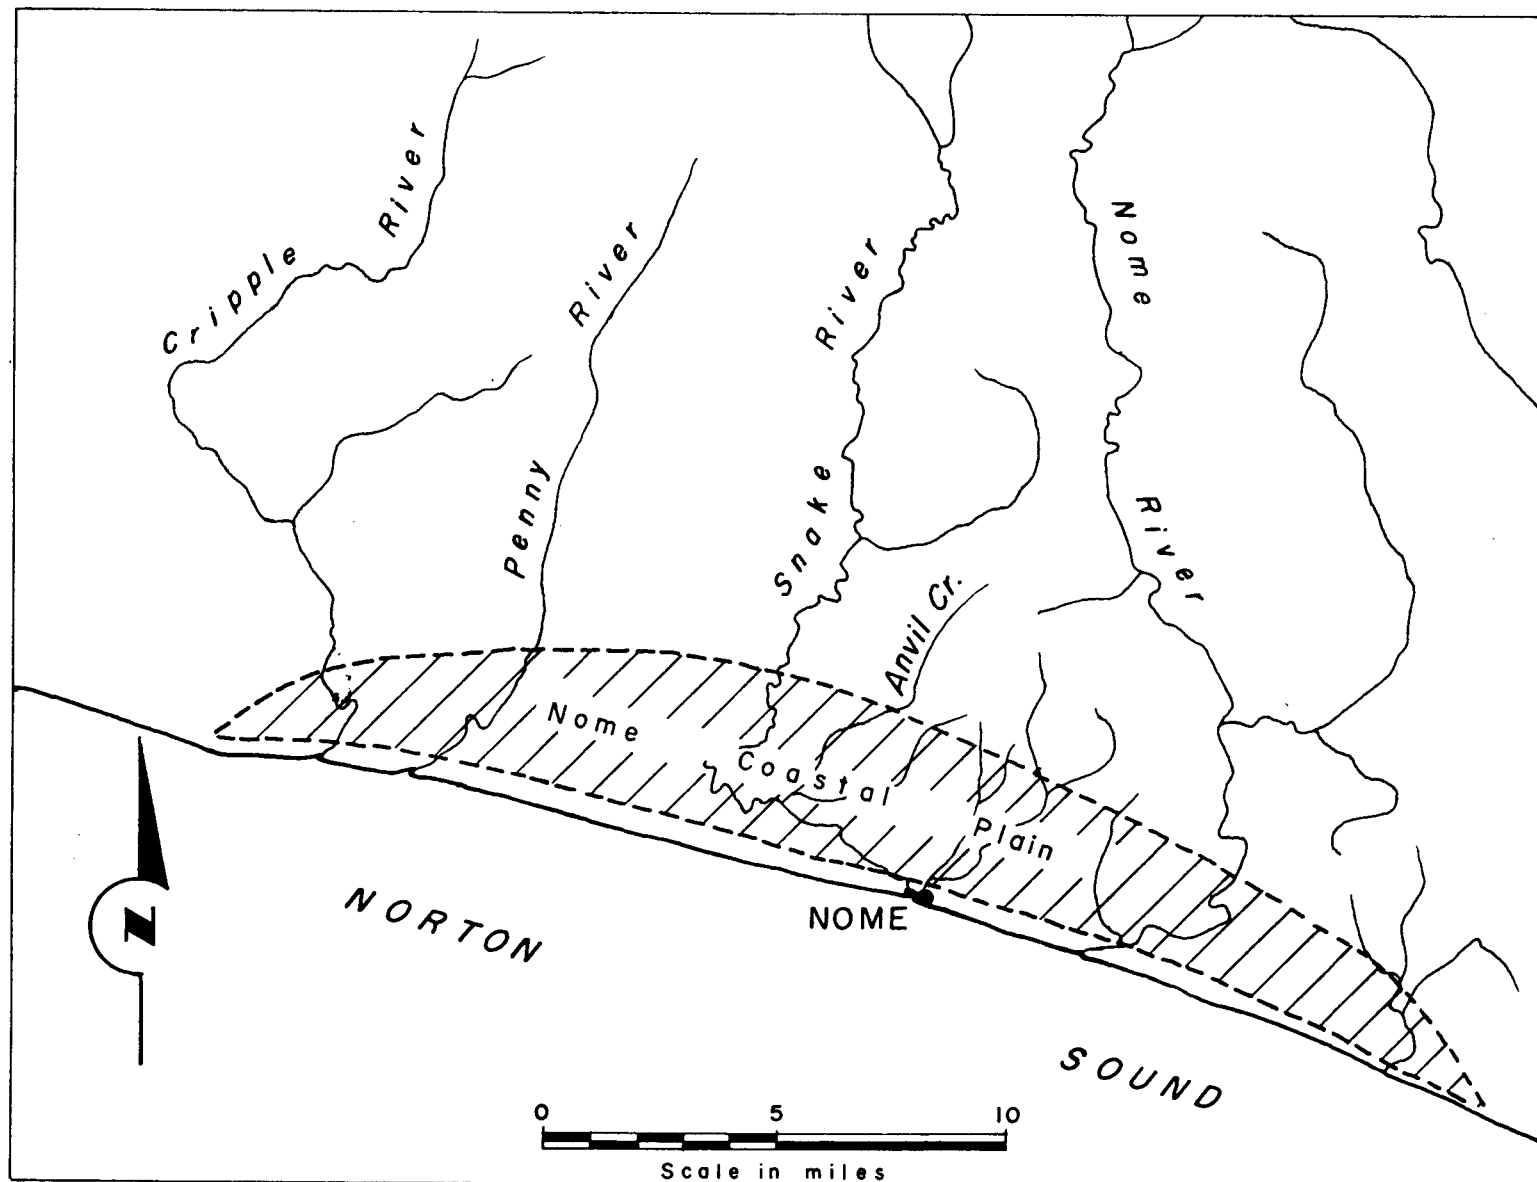 Cripple River
Penny River
Snake River
Nome River
Anvil Cr.
Nome Coastal Plain
NOME
NORTON SOUND
N
0 5 10
Scale in miles